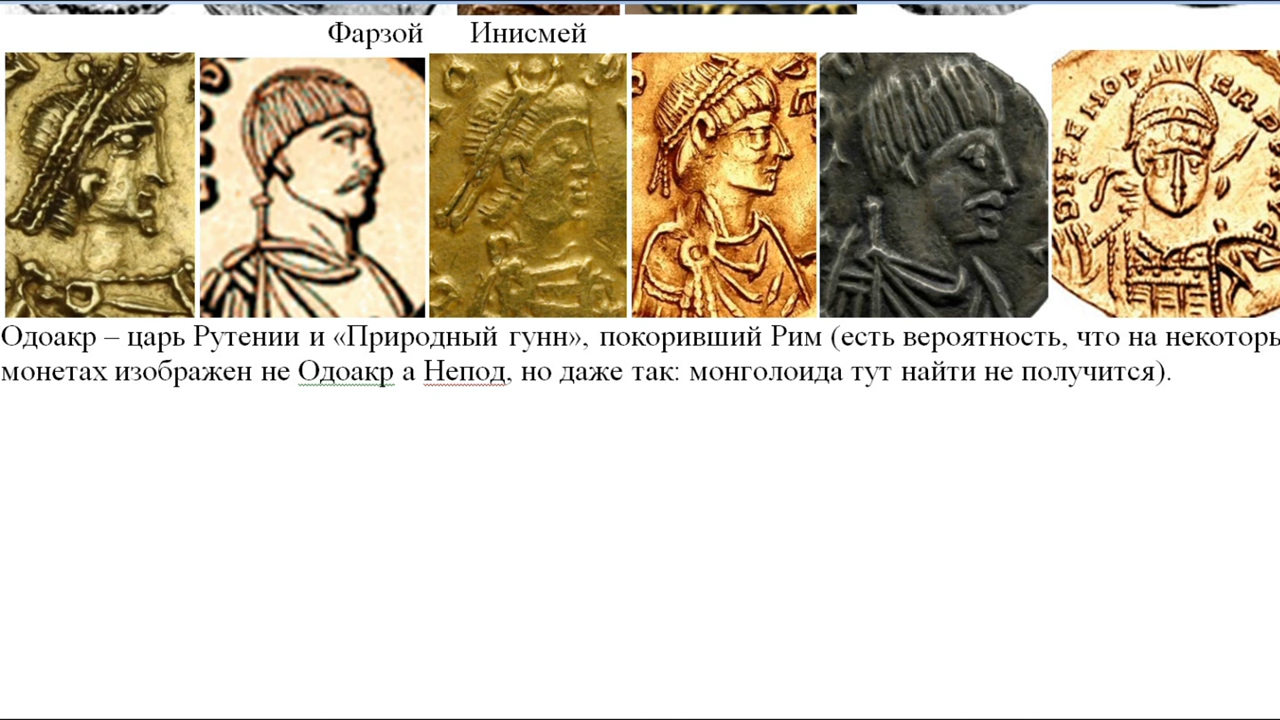 Фарзой Инисмей
Одоакр – царь Рутении и «Природный гунн», покоривший Рим (есть вероятность, что на некоторь
монетах изображен не Одоакр а Непод, но даже так: монголоида тут найти не получится).